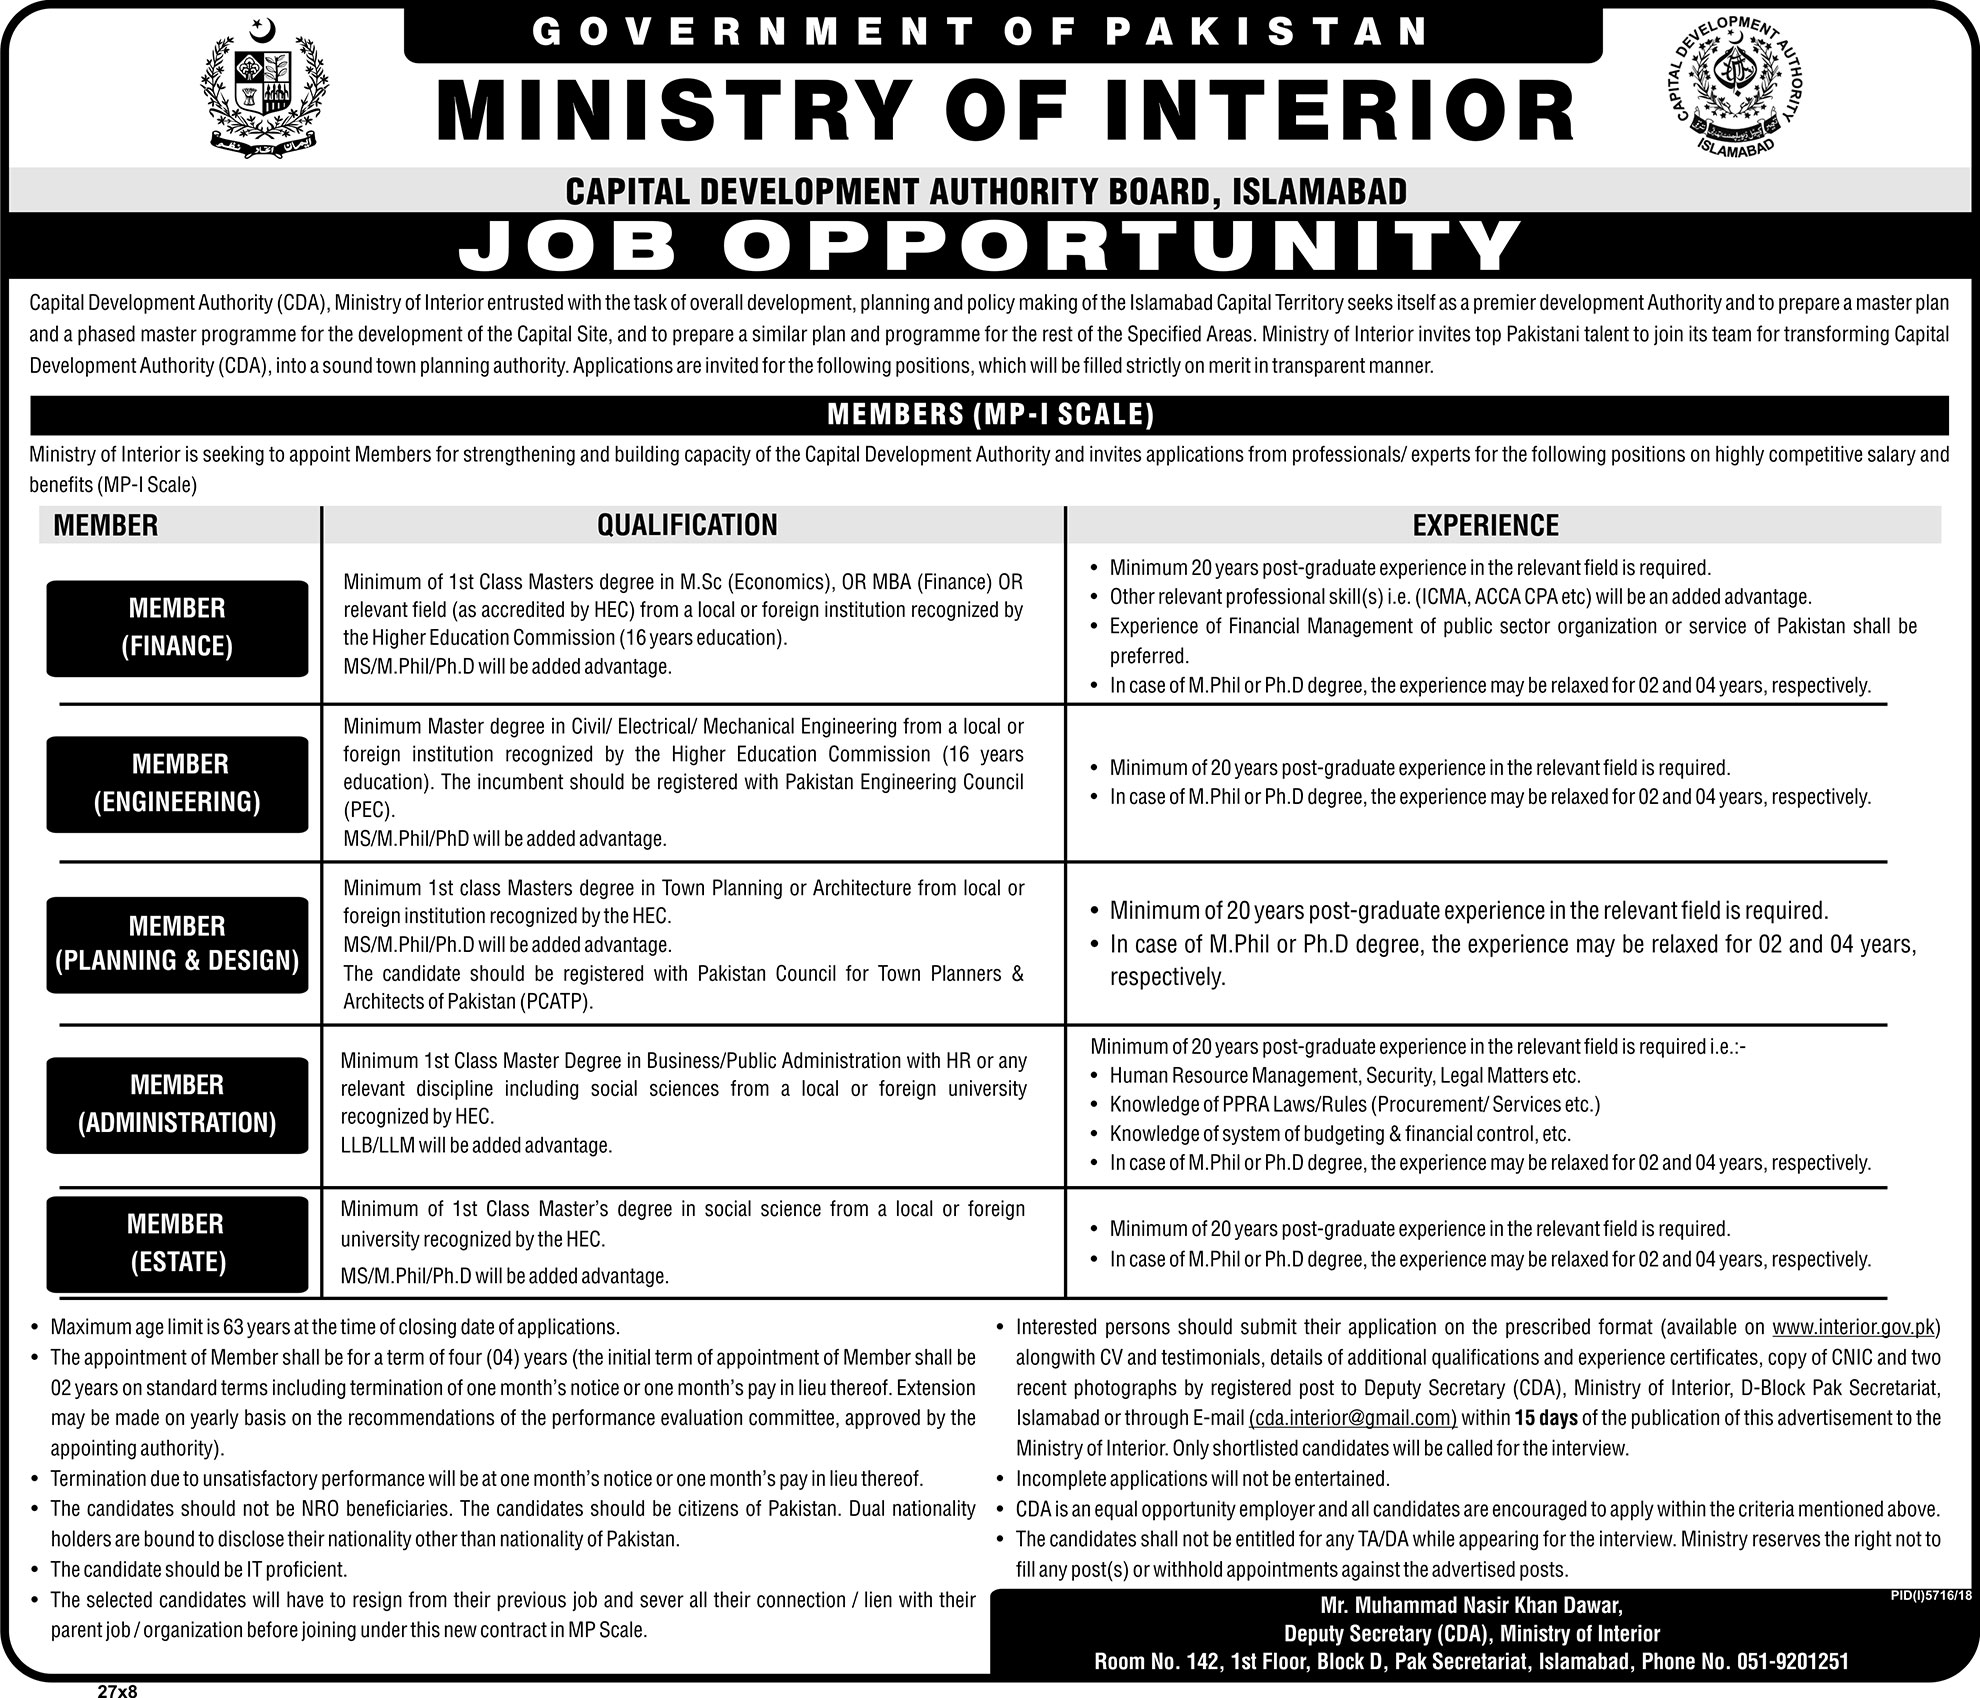 GOVERNMENT OF PAKISTAN
MINISTRY OF INTERIOR
ایمان اتحاد نظم
CAPITAL DEVELOPMENT AUTHORITY
ISLAMABAD
CAPITAL DEVELOPMENT AUTHORITY BOARD, ISLAMABAD
JOB OPPORTUNITY
Capital Development Authority (CDA), Ministry of Interior entrusted with the task of overall development, planning and policy making of the Islamabad Capital Territory seeks itself as a premier development Authority and to prepare a master plan
and a phased master programme for the development of the Capital Site, and to prepare a similar plan and programme for the rest of the Specified Areas. Ministry of Interior invites top Pakistani talent to join its team for transforming Capital
Development Authority (CDA), into a sound town planning authority. Applications are invited for the following positions, which will be filled strictly on merit in transparent manner.
MEMBERS (MP-I SCALE)
Ministry of Interior is seeking to appoint Members for strengthening and building capacity of the Capital Development Authority and invites applications from professionals/ experts for the following positions on highly competitive salary and
benefits (MP-I Scale)
MEMBER
QUALIFICATION
EXPERIENCE
MEMBER
(FINANCE)
Minimum of 1st Class Masters degree in M.Sc (Economics), OR MBA (Finance) OR
relevant field (as accredited by HEC) from a local or foreign institution recognized by
the Higher Education Commission (16 years education).
MS/M.Phil/Ph.D will be added advantage.
• Minimum 20 years post-graduate experience in the relevant field is required.
• Other relevant professional skill(s) i.e. (ICMA, ACCA CPA etc) will be an added advantage.
• Experience of Financial Management of public sector organization or service of Pakistan shall be
preferred.
• In case of M.Phil or Ph.D degree, the experience may be relaxed for 02 and 04 years, respectively.
MEMBER
(ENGINEERING)
Minimum Master degree in Civil/ Electrical/ Mechanical Engineering from a local or
foreign institution recognized by the Higher Education Commission (16 years
education). The incumbent should be registered with Pakistan Engineering Council
(PEC).
MS/M.Phil/PhD will be added advantage.
• Minimum of 20 years post-graduate experience in the relevant field is required.
• In case of M.Phil or Ph.D degree, the experience may be relaxed for 02 and 04 years, respectively.
MEMBER
(PLANNING & DESIGN)
Minimum 1st class Masters degree in Town Planning or Architecture from local or
foreign institution recognized by the HEC.
MS/M.Phil/Ph.D will be added advantage.
The candidate should be registered with Pakistan Council for Town Planners &
Architects of Pakistan (PCATP).
• Minimum of 20 years post-graduate experience in the relevant field is required.
• In case of M.Phil or Ph.D degree, the experience may be relaxed for 02 and 04 years,
respectively.
MEMBER
(ADMINISTRATION)
Minimum 1st Class Master Degree in Business/Public Administration with HR or any
relevant discipline including social sciences from a local or foreign university
recognized by HEC.
LLB/LLM will be added advantage.
Minimum of 20 years post-graduate experience in the relevant field is required i.e.:-
• Human Resource Management, Security, Legal Matters etc.
• Knowledge of PPRA Laws/Rules (Procurement/ Services etc.)
• Knowledge of system of budgeting & financial control, etc.
• In case of M.Phil or Ph.D degree, the experience may be relaxed for 02 and 04 years, respectively.
MEMBER
(ESTATE)
Minimum of 1st Class Master's degree in social science from a local or foreign
university recognized by the HEC.
MS/M.Phil/Ph.D will be added advantage.
• Minimum of 20 years post-graduate experience in the relevant field is required.
• In case of M.Phil or Ph.D degree, the experience may be relaxed for 02 and 04 years, respectively.
• Maximum age limit is 63 years at the time of closing date of applications.
• The appointment of Member shall be for a term of four (04) years (the initial term of appointment of Member shall be
02 years on standard terms including termination of one month's notice or one month's pay in lieu thereof. Extension
may be made on yearly basis on the recommendations of the performance evaluation committee, approved by the
appointing authority).
• Termination due to unsatisfactory performance will be at one month's notice or one month's pay in lieu thereof.
• The candidates should not be NRO beneficiaries. The candidates should be citizens of Pakistan. Dual nationality
holders are bound to disclose their nationality other than nationality of Pakistan.
• The candidate should be IT proficient.
• The selected candidates will have to resign from their previous job and sever all their connection / lien with their
parent job / organization before joining under this new contract in MP Scale.
• Interested persons should submit their application on the prescribed format (available on www.interior.gov.pk)
alongwith CV and testimonials, details of additional qualifications and experience certificates, copy of CNIC and two
recent photographs by registered post to Deputy Secretary (CDA), Ministry of Interior, D-Block Pak Secretariat,
Islamabad or through E-mail (cda.interior@gmail.com) within 15 days of the publication of this advertisement to the
Ministry of Interior. Only shortlisted candidates will be called for the interview.
• Incomplete applications will not be entertained.
• CDA is an equal opportunity employer and all candidates are encouraged to apply within the criteria mentioned above.
• The candidates shall not be entitled for any TA/DA while appearing for the interview. Ministry reserves the right not to
fill any post(s) or withhold appointments against the advertised posts.
PID(I)5716/18
Mr. Muhammad Nasir Khan Dawar,
Deputy Secretary (CDA), Ministry of Interior
Room No. 142, 1st Floor, Block D, Pak Secretariat, Islamabad, Phone No. 051-9201251
27x8